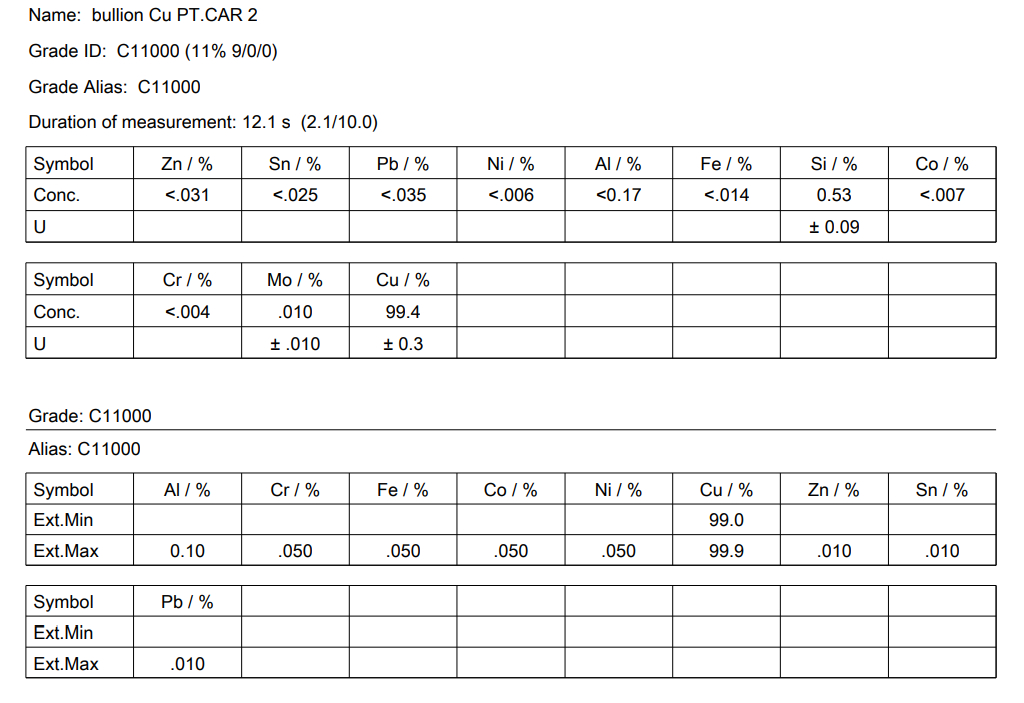 Name: bullion Cu PT.CAR 2
Grade ID: C11000 (11% 9/0/0)
Grade Alias: C11000
Duration of measurement: 12.1 s (2.1/10.0)
Symbol Zn / % Sn / % Pb / % Ni / % Al / % Fe / % Si / % Co / %
Conc. <.031 <.025 <.035 <.006 <0.17 <.014 0.53 <.007
U ± 0.09
Symbol Cr / % Mo / % Cu / %
Conc. <.004 .010 99.4
U ± .010 ± 0.3
Grade: C11000
Alias: C11000
Symbol Al / % Cr / % Fe / % Co / % Ni / % Cu / % Zn / % Sn / %
Ext.Min 99.0
Ext.Max 0.10 .050 .050 .050 .050 99.9 .010 .010
Symbol Pb / %
Ext.Min
Ext.Max .010